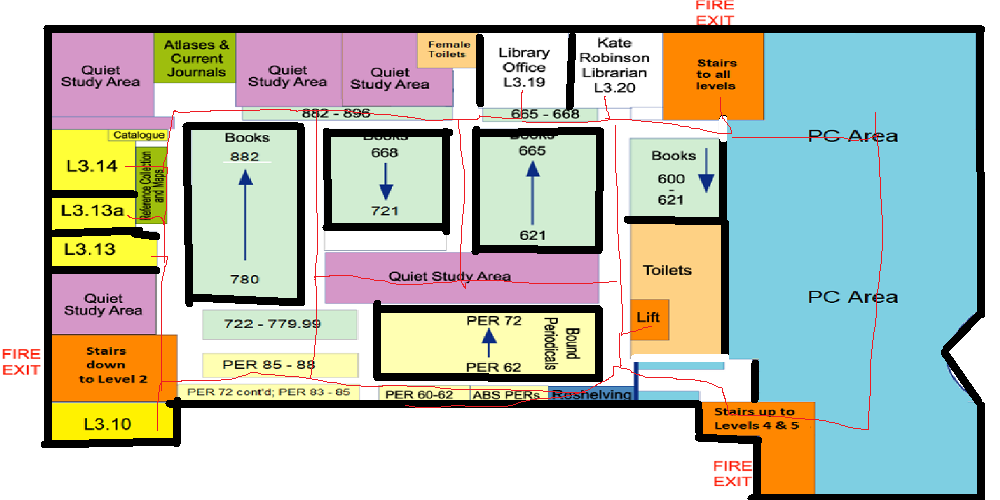 FIRE
EXIT
Quiet
Study Area
Atlases &
Current
Journals
Quiet
Study Area
Quiet
Study Area
Female
Toilets
Library
Office
L3.19
Kate
Robinson
Librarian
L3.20
Stairs
to all
levels
882 - 896
665 - 668
PC Area
Catalogue
L3.14
Reference Collection
and Maps
L3.13a
L3.13
Books
882
780
Books
668
721
Books
665
621
Books
600
-
621
Quiet
Study Area
Quiet Study Area
Toilets
Lift
PC Area
722 - 779.99
PER 72
PER 62
Bound
Periodicals
FIRE
EXIT
Stairs
down
to Level 2
PER 85 - 88
PER 72 cont'd; PER 83 - 85
PER 60-62
ABS PERs
Reshelving
L3.10
Stairs up to
Levels 4 & 5
FIRE
EXIT